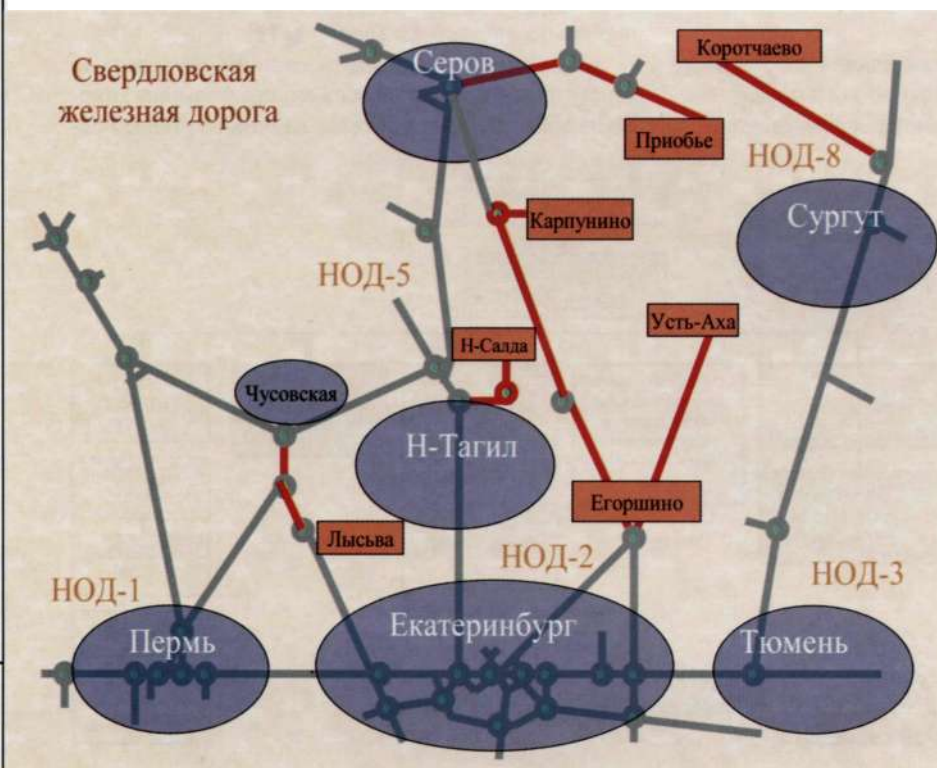 Свердловская
железная дорога
Серов
Коротчаево
Приобье
НОД-8
Карпунино
Сургут
НОД-5
Н-Салда
Усть-Аха
Чусовская
Н-Тагил
Егоршино
Лысьва
НОД-2
НОД-1
НОД-3
Пермь
Екатеринбург
Тюмень